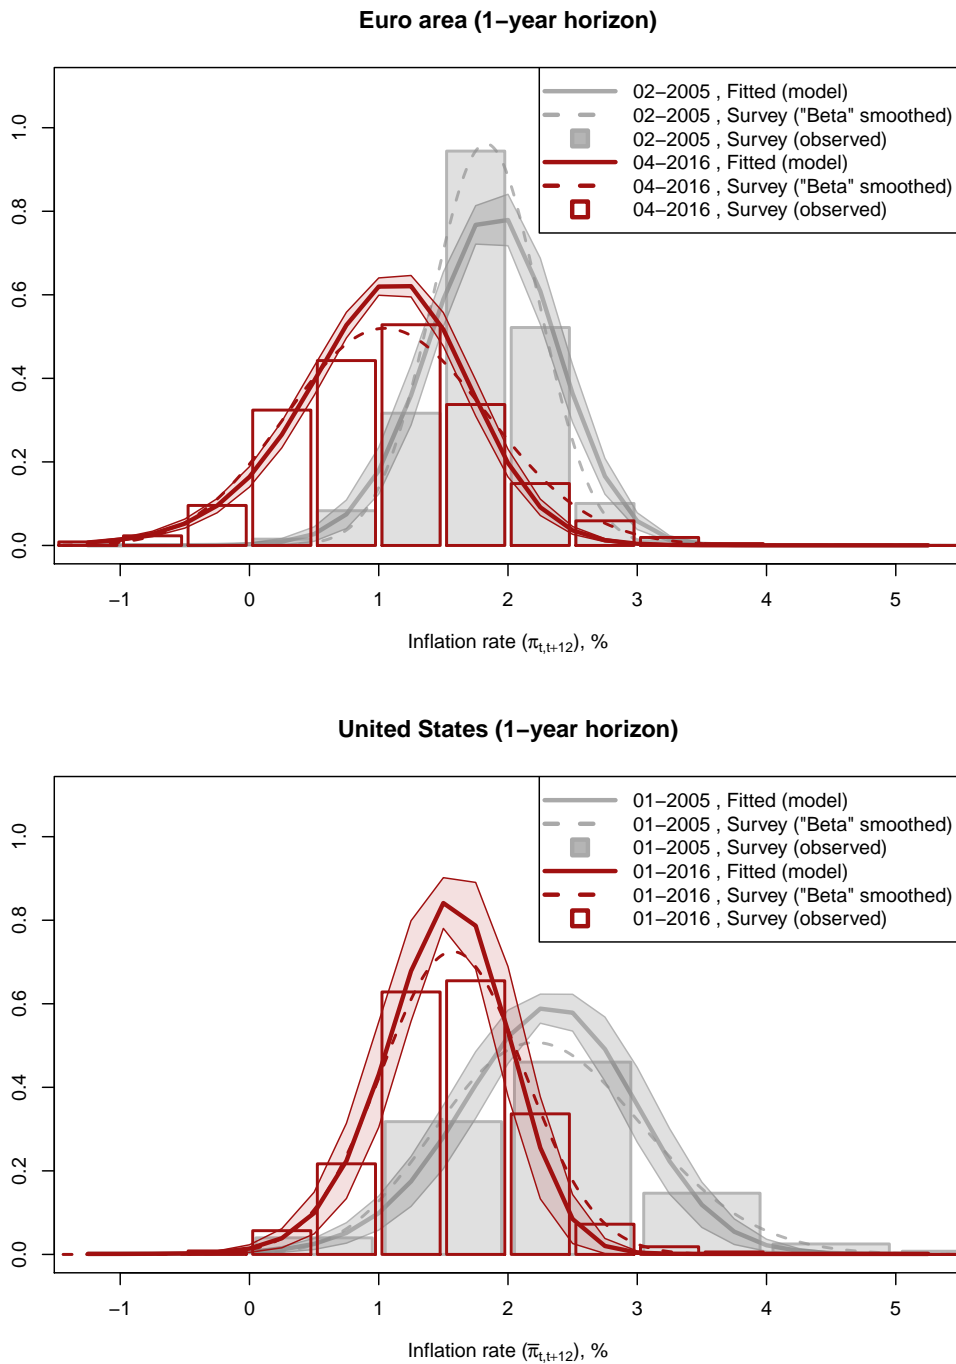 Euro area (1−year horizon)
02−2005 , Fitted (model)
02−2005 , Survey ("Beta" smoothed)
02−2005 , Survey (observed)
04−2016 , Fitted (model)
04−2016 , Survey ("Beta" smoothed)
04−2016 , Survey (observed)
1.0
0.8
0.6
0.4
0.2
0.0
−1 0 1 2 3 4 5
Inflation rate (π̅t,t+12), %
United States (1−year horizon)
01−2005 , Fitted (model)
01−2005 , Survey ("Beta" smoothed)
01−2005 , Survey (observed)
01−2016 , Fitted (model)
01−2016 , Survey ("Beta" smoothed)
01−2016 , Survey (observed)
1.0
0.8
0.6
0.4
0.2
0.0
−1 0 1 2 3 4 5
Inflation rate (π̅t,t+12), %